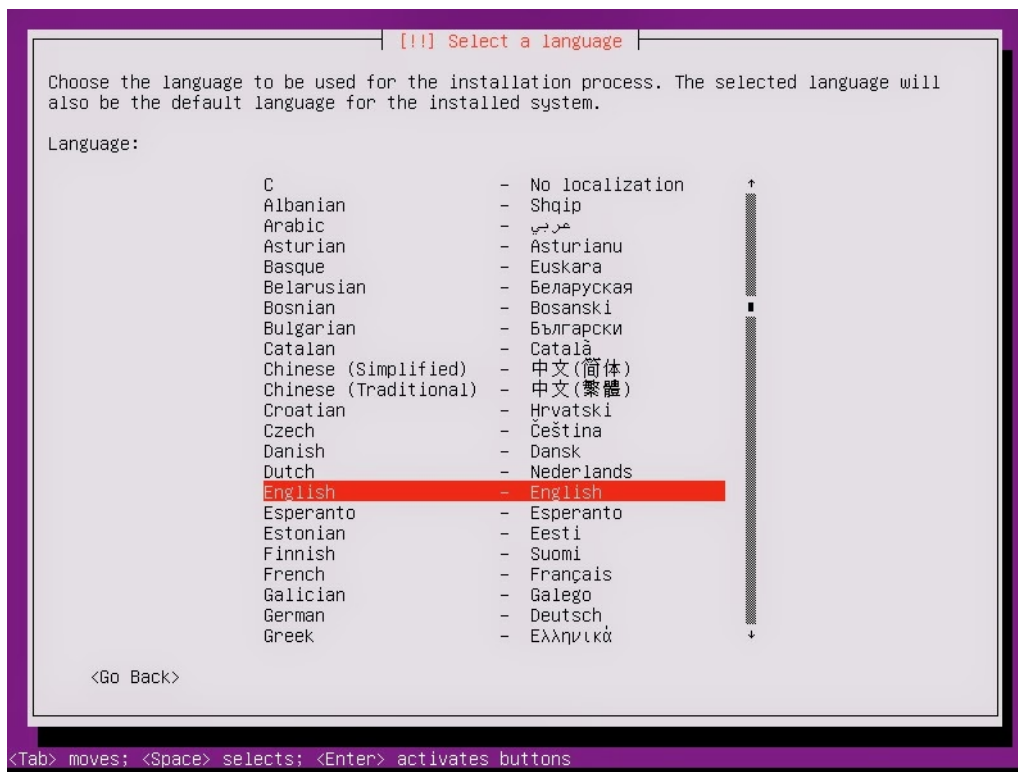 [!!] Select a language
Choose the language to be used for the installation process. The selected language will
also be the default language for the installed system.
Language:
C - No localization
Albanian - Shqip
Arabic - عربي
Asturian - Asturianu
Basque - Euskara
Belarusian - Беларуская
Bosnian - Bosanski
Bulgarian - Български
Catalan - Català
Chinese (Simplified) - 中文(简体)
Chinese (Traditional) - 中文(繁體)
Croatian - Hrvatski
Czech - Čeština
Danish - Dansk
Dutch - Nederlands
English - English
Esperanto - Esperanto
Estonian - Eesti
Finnish - Suomi
French - Français
Galician - Galego
German - Deutsch
Greek - Ελληνικά
<Go Back>
<Tab> moves; <Space> selects; <Enter> activates buttons